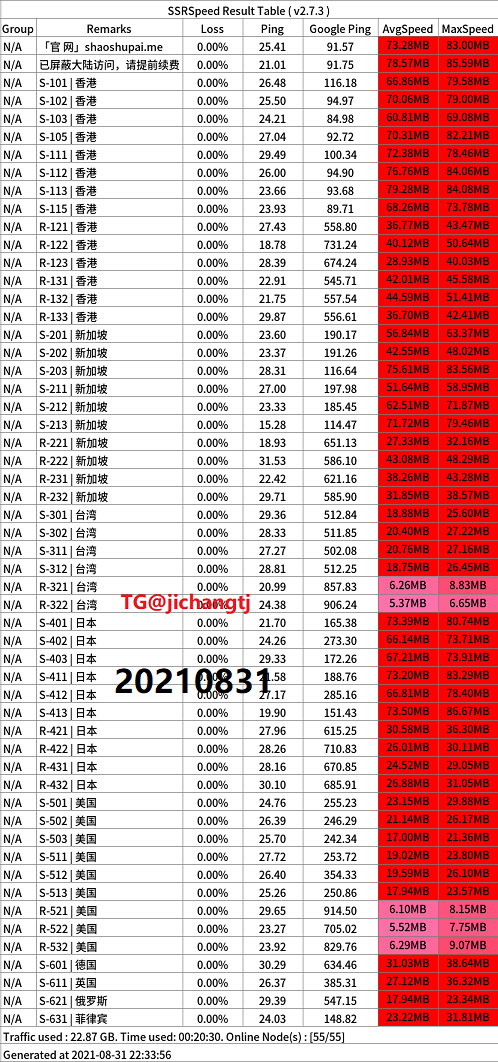 SSRSpeed Result Table ( v2.7.3 )
Group Remarks Loss Ping Google Ping AvgSpeed MaxSpeed
N/A 「官 网」shaoshupai.me 0.00% 25.41 91.57 73.28MB 83.00MB
N/A 已屏蔽大陆访问，请提前续费 0.00% 21.01 91.75 78.57MB 85.59MB
N/A S-101 | 香港 0.00% 26.48 116.18 66.86MB 79.58MB
N/A S-102 | 香港 0.00% 25.50 94.97 70.06MB 79.00MB
N/A S-103 | 香港 0.00% 24.21 84.98 60.81MB 69.08MB
N/A S-105 | 香港 0.00% 27.04 92.72 70.31MB 82.21MB
N/A S-111 | 香港 0.00% 29.49 100.34 72.38MB 78.46MB
N/A S-112 | 香港 0.00% 26.00 94.90 76.76MB 84.06MB
N/A S-113 | 香港 0.00% 23.66 93.68 79.28MB 84.08MB
N/A S-115 | 香港 0.00% 23.93 89.71 68.26MB 73.78MB
N/A R-121 | 香港 0.00% 27.43 558.80 36.77MB 43.47MB
N/A R-122 | 香港 0.00% 18.78 731.24 40.12MB 50.64MB
N/A R-123 | 香港 0.00% 28.39 674.24 28.93MB 40.03MB
N/A R-131 | 香港 0.00% 22.91 545.71 42.01MB 45.58MB
N/A R-132 | 香港 0.00% 21.75 557.54 44.59MB 51.41MB
N/A R-133 | 香港 0.00% 29.87 556.61 36.70MB 42.41MB
N/A S-201 | 新加坡 0.00% 23.60 190.17 56.84MB 63.37MB
N/A S-202 | 新加坡 0.00% 23.37 191.26 42.55MB 48.02MB
N/A S-203 | 新加坡 0.00% 28.31 116.64 75.61MB 83.56MB
N/A S-211 | 新加坡 0.00% 27.00 197.98 51.64MB 58.95MB
N/A S-212 | 新加坡 0.00% 23.33 185.45 62.51MB 71.87MB
N/A S-213 | 新加坡 0.00% 15.28 114.47 71.72MB 79.46MB
N/A R-221 | 新加坡 0.00% 18.93 651.13 27.33MB 32.16MB
N/A R-222 | 新加坡 0.00% 31.53 586.10 43.08MB 48.29MB
N/A R-231 | 新加坡 0.00% 22.42 621.16 38.26MB 43.28MB
N/A R-232 | 新加坡 0.00% 29.71 585.90 31.85MB 38.57MB
N/A S-301 | 台湾 0.00% 29.36 512.84 18.88MB 25.60MB
N/A S-302 | 台湾 0.00% 28.33 511.85 20.40MB 27.22MB
N/A S-311 | 台湾 0.00% 27.27 502.08 20.76MB 27.16MB
N/A S-312 | 台湾 0.00% 28.81 512.25 18.75MB 26.45MB
N/A R-321 | 台湾 0.00% 20.99 857.83 6.26MB 8.83MB
N/A R-322 | 台湾 0.00% 24.38 906.24 5.37MB 6.65MB
TG@jichangtj
N/A S-401 | 日本 0.00% 21.70 165.38 73.39MB 80.74MB
N/A S-402 | 日本 0.00% 24.26 273.30 66.14MB 73.71MB
N/A S-403 | 日本 0.00% 29.33 172.26 67.21MB 73.91MB
N/A S-411 | 日本 0.00% 21.58 188.76 73.20MB 83.29MB
20210831
N/A S-412 | 日本 0.00% 27.17 285.16 66.81MB 78.40MB
N/A S-413 | 日本 0.00% 19.90 151.43 73.50MB 86.67MB
N/A R-421 | 日本 0.00% 27.96 615.25 30.58MB 36.30MB
N/A R-422 | 日本 0.00% 28.26 710.83 26.01MB 30.11MB
N/A R-431 | 日本 0.00% 28.16 670.85 24.52MB 29.05MB
N/A R-432 | 日本 0.00% 30.10 685.91 26.88MB 31.05MB
N/A S-501 | 美国 0.00% 24.76 255.23 23.15MB 29.88MB
N/A S-502 | 美国 0.00% 26.39 246.29 21.14MB 26.17MB
N/A S-503 | 美国 0.00% 25.70 242.34 17.00MB 21.36MB
N/A S-511 | 美国 0.00% 27.72 253.72 19.02MB 23.80MB
N/A S-512 | 美国 0.00% 26.40 354.33 19.59MB 26.10MB
N/A S-513 | 美国 0.00% 25.26 250.86 17.94MB 23.57MB
N/A R-521 | 美国 0.00% 29.65 914.50 6.10MB 8.15MB
N/A R-522 | 美国 0.00% 23.27 705.02 5.52MB 7.75MB
N/A R-532 | 美国 0.00% 23.92 829.76 6.29MB 9.07MB
N/A S-601 | 德国 0.00% 30.29 634.46 31.03MB 38.64MB
N/A S-611 | 英国 0.00% 26.37 385.31 27.12MB 36.32MB
N/A S-621 | 俄罗斯 0.00% 29.39 547.15 17.94MB 23.34MB
N/A S-631 | 菲律宾 0.00% 24.03 148.82 23.22MB 31.81MB
Traffic used : 22.87 GB. Time used: 00:20:30. Online Node(s) : [55/55]
Generated at 2021-08-31 22:33:56